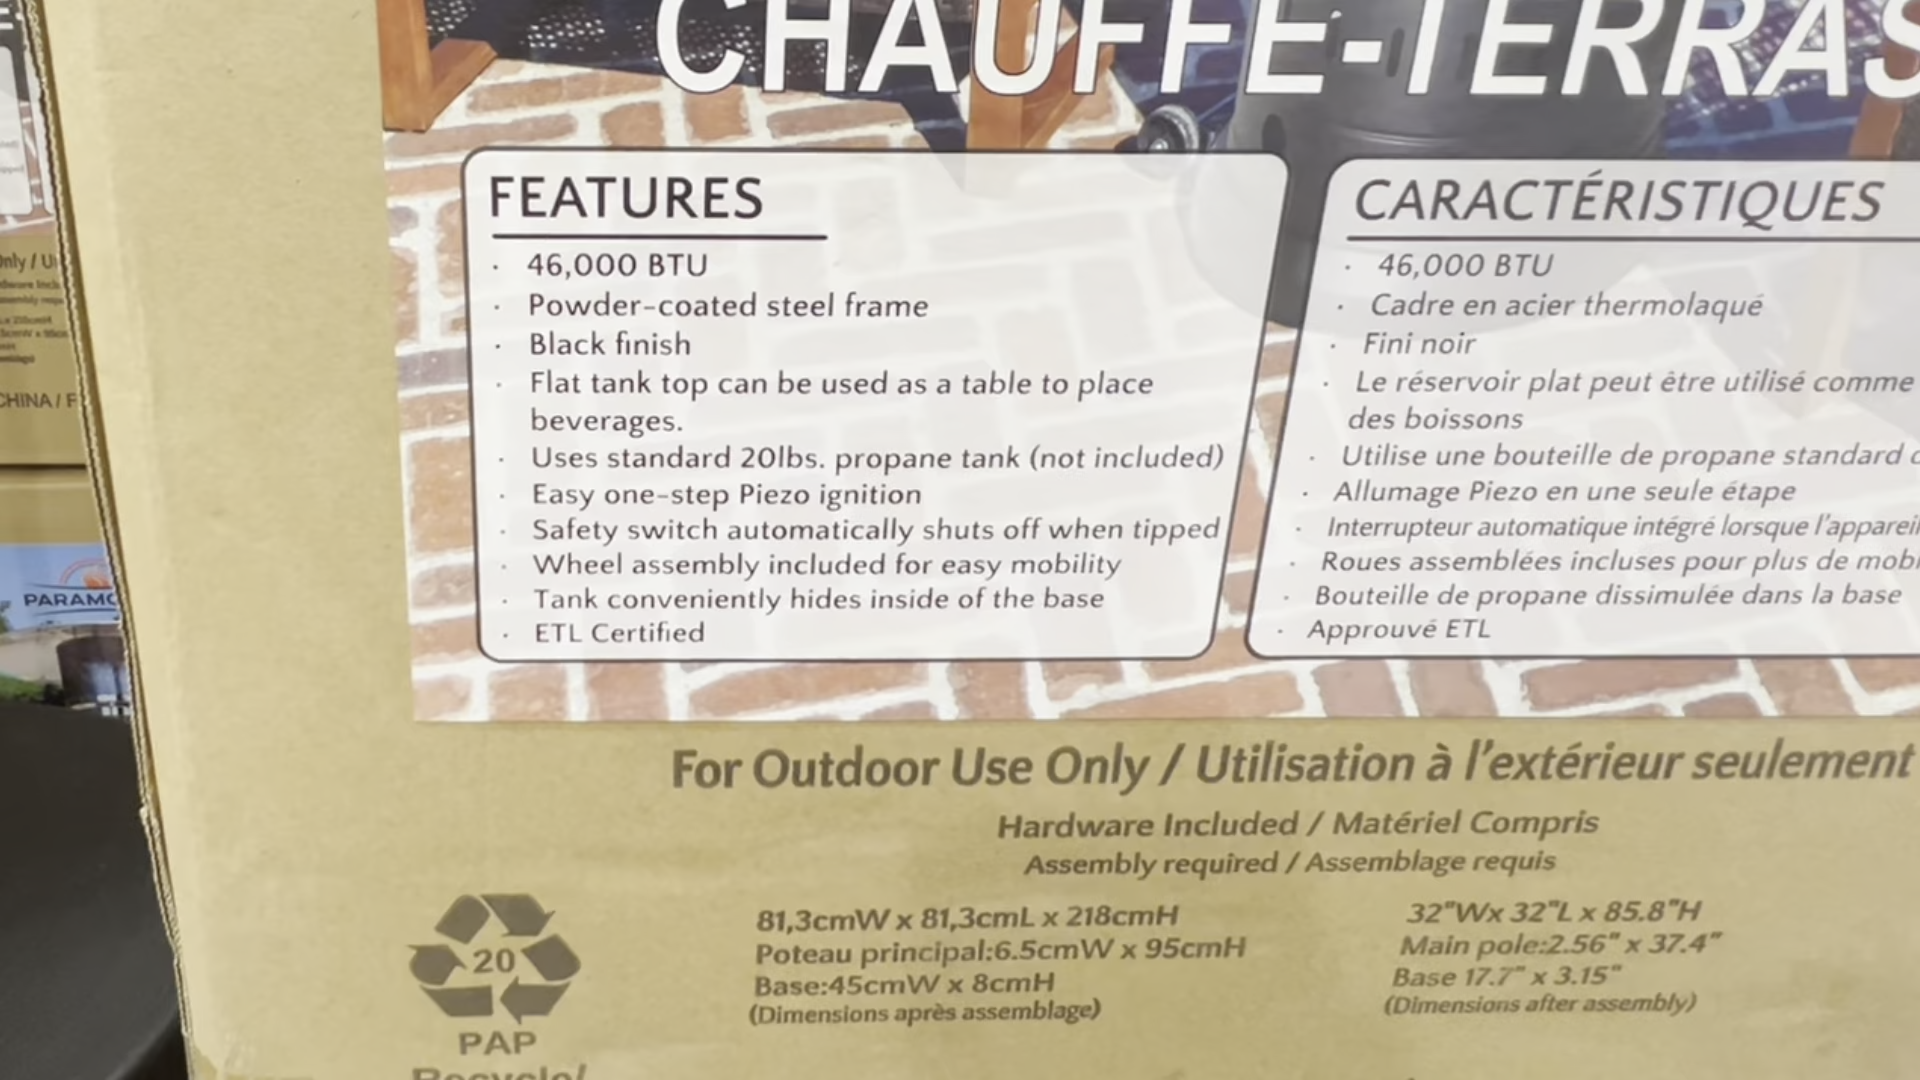 CHAUFFE-TERRAS
FEATURES
· 46,000 BTU
· Powder-coated steel frame
· Black finish
· Flat tank top can be used as a table to place
beverages.
· Uses standard 20lbs. propane tank (not included)
· Easy one-step Piezo ignition
· Safety switch automatically shuts off when tipped
· Wheel assembly included for easy mobility
· Tank conveniently hides inside of the base
· ETL Certified
CARACTÉRISTIQUES
· 46,000 BTU
· Cadre en acier thermolaqué
· Fini noir
· Le réservoir plat peut être utilisé comme
des boissons
· Utilise une bouteille de propane standard
· Allumage Piezo en une seule étape
· Interrupteur automatique intégré lorsque l'appareil
· Roues assemblées incluses pour plus de mobi
· Bouteille de propane dissimulée dans la base
· Approuvé ETL
For Outdoor Use Only / Utilisation à l'extérieur seulement
Hardware Included / Matériel Compris
Assembly required / Assemblage requis
81,3cmW x 81,3cmL x 218cmH
Poteau principal:6.5cmW x 95cmH
Base:45cmW x 8cmH
(Dimensions après assemblage)
32"Wx 32"L x 85.8"H
Main pole:2.56" x 37.4"
Base 17.7" x 3.15"
(Dimensions after assembly)
20
PAP
Recycle/
nly / U
CHINA / F
PARAMO